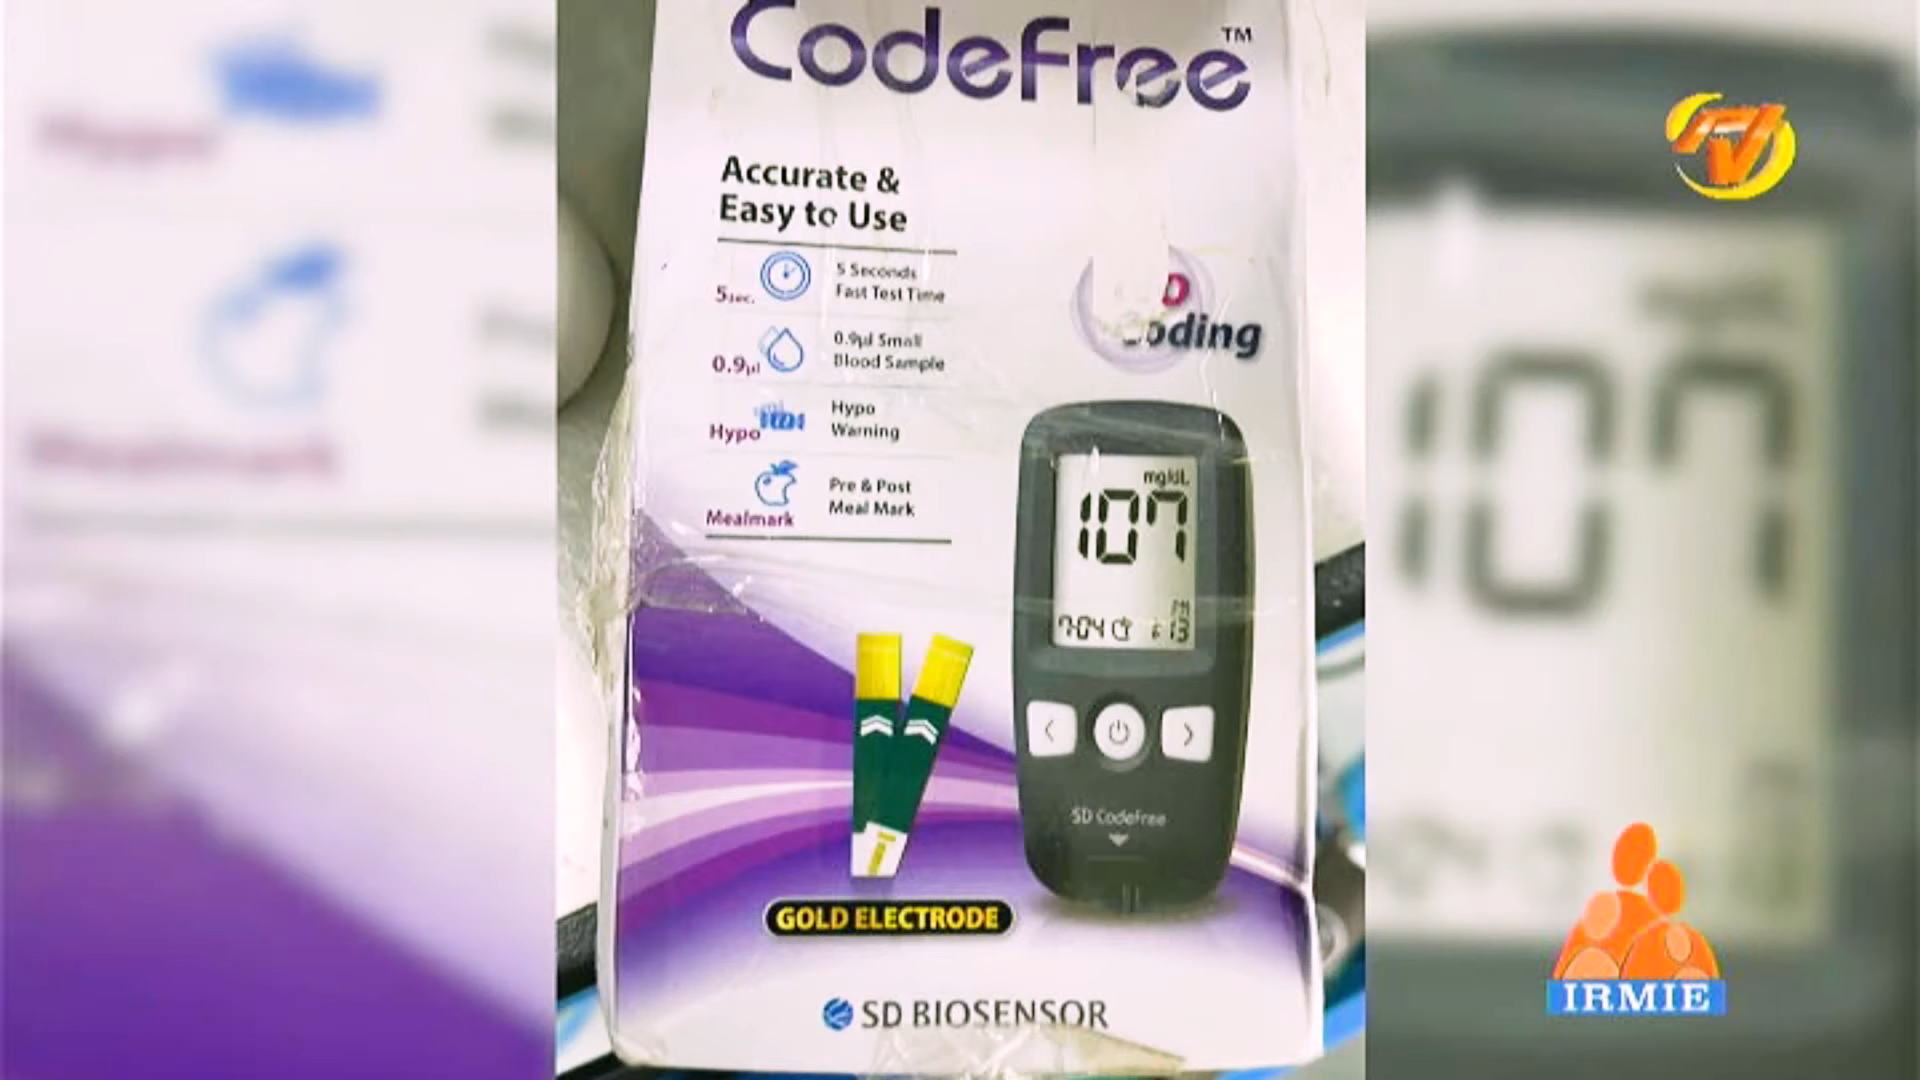 CodeFree™
Accurate &
Easy to Use
5sec.
5 Seconds
Fast Test Time
0.9µl
0.9µl Small
Blood Sample
Hypo
Hypo
Warning
Mealmark
Pre & Post
Meal Mark
mg/dL
107
PM
7:04
13
SD CodeFree
GOLD ELECTRODE
SD BIOSENSOR
IRMIE